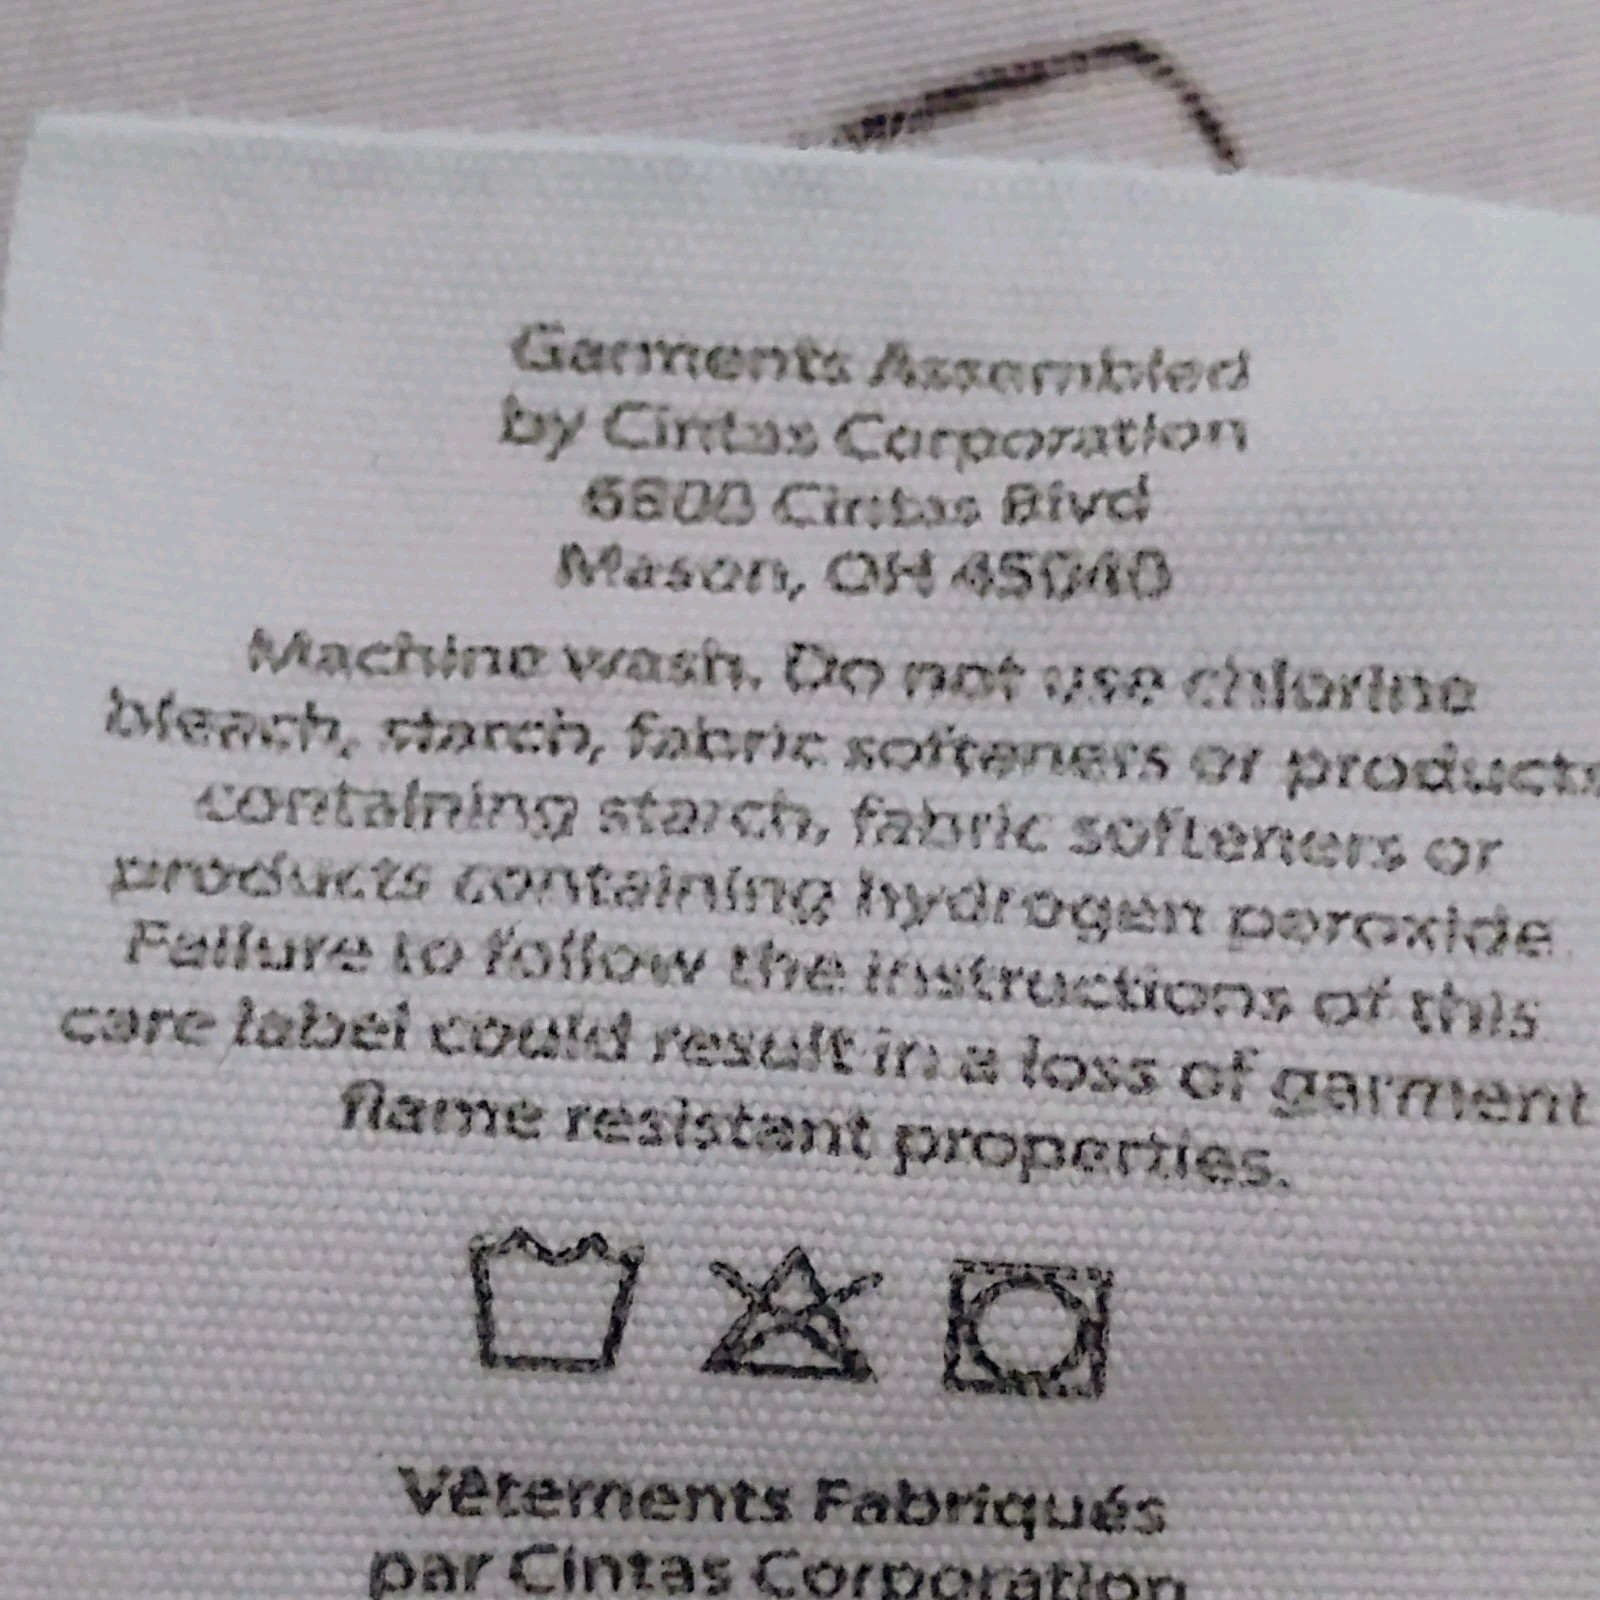 Garments Assembled
by Cintas Corporation
6800 Cintas Blvd
Mason, OH 45040
Machine wash. Do not use chlorine
bleach, starch, fabric softeners or products
containing starch, fabric softeners or
products containing hydrogen peroxide.
Failure to follow the instructions of this
care label could result in a loss of garment
flame resistant properties.
Vêtements Fabriqués
par Cintas Corporation